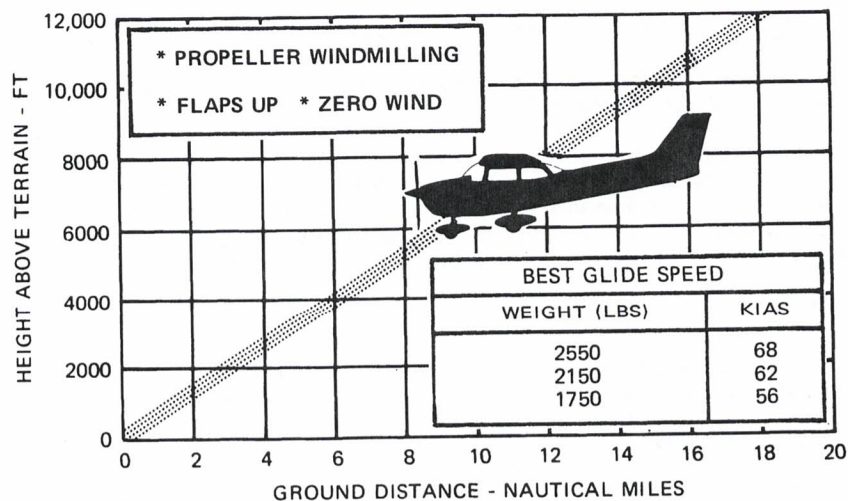 12,000
10,000
8000
6000
4000
2000
0
HEIGHT ABOVE TERRAIN - FT
* PROPELLER WINDMILLING
* FLAPS UP * ZERO WIND
BEST GLIDE SPEED
WEIGHT (LBS) KIAS
2550 68
2150 62
1750 56
0 2 4 6 8 10 12 14 16 18 20
GROUND DISTANCE - NAUTICAL MILES